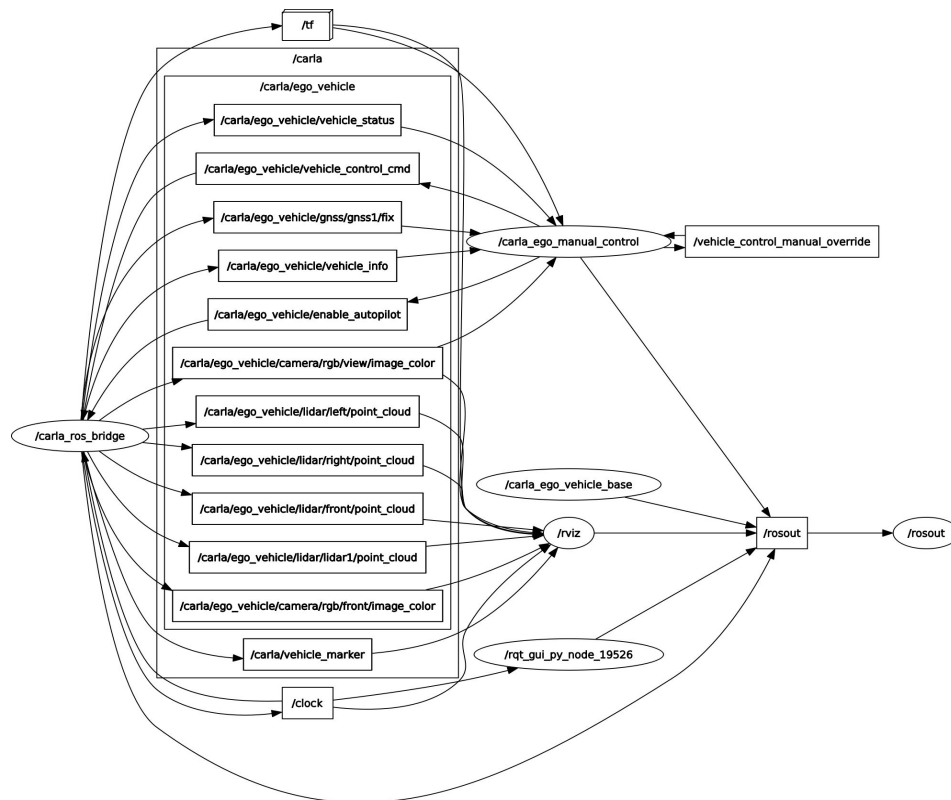 /tf
/carla
/carla/ego_vehicle
/carla/ego_vehicle/vehicle_status
/carla/ego_vehicle/vehicle_control_cmd
/carla/ego_vehicle/gnss/gnss1/fix
/carla_ego_manual_control
/vehicle_control_manual_override
/carla/ego_vehicle/vehicle_info
/carla/ego_vehicle/enable_autopilot
/carla/ego_vehicle/camera/rgb/view/image_color
/carla/ego_vehicle/lidar/left/point_cloud
/carla_ros_bridge
/carla/ego_vehicle/lidar/right/point_cloud
/carla_ego_vehicle_base
/carla/ego_vehicle/lidar/front/point_cloud
/rviz
/rosout
/rosout
/carla/ego_vehicle/lidar/lidar1/point_cloud
/carla/ego_vehicle/camera/rgb/front/image_color
/carla/vehicle_marker
/rqt_gui_py_node_19526
/clock